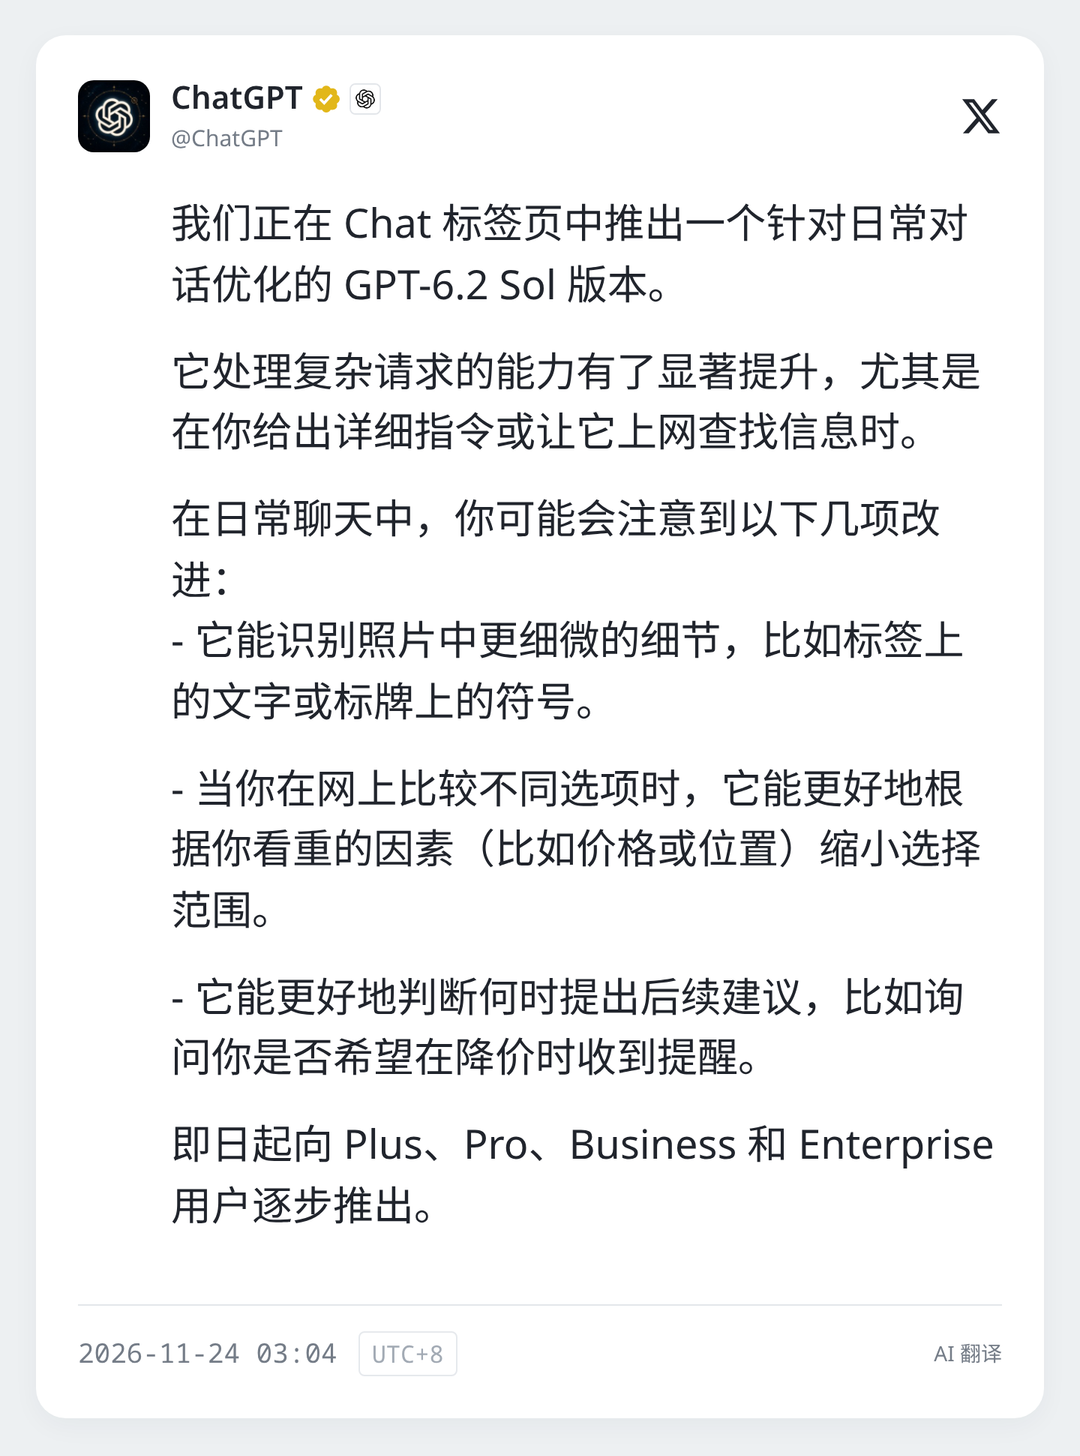 ChatGPT
@ChatGPT
我们正在 Chat 标签页中推出一个针对日常对
话优化的 GPT-6.2 Sol 版本。
它处理复杂请求的能力有了显著提升，尤其是
在你给出详细指令或让它上网查找信息时。
在日常聊天中，你可能会注意到以下几项改
进：
- 它能识别照片中更细微的细节，比如标签上
的文字或标牌上的符号。
- 当你在网上比较不同选项时，它能更好地根
据你看重的因素（比如价格或位置）缩小选择
范围。
- 它能更好地判断何时提出后续建议，比如询
问你是否希望在降价时收到提醒。
即日起向 Plus、Pro、Business 和 Enterprise
用户逐步推出。
2026-11-24 03:04 UTC+8
AI 翻译